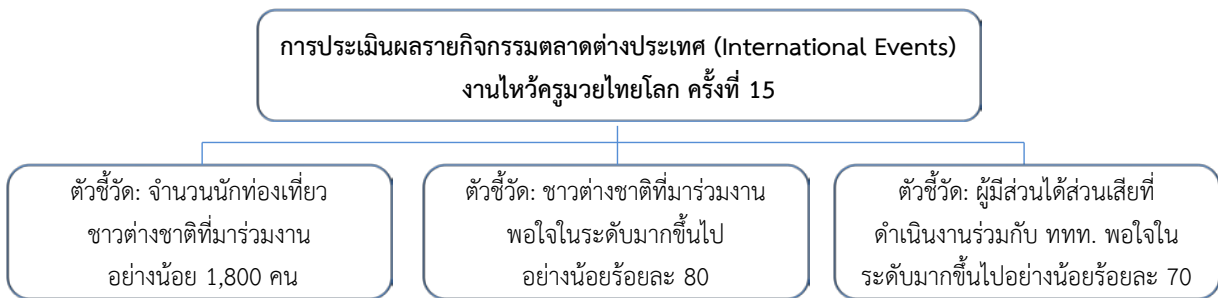 การประเมินผลรายกิจกรรมตลาดต่างประเทศ (International Events)
งานไหว้ครูมวยไทยโลก ครั้งที่ 15
ตัวชี้วัด: จำนวนนักท่องเที่ยว
ชาวต่างชาติที่มาร่วมงาน
อย่างน้อย 1,800 คน
ตัวชี้วัด: ชาวต่างชาติที่มาร่วมงาน
พอใจในระดับมากขึ้นไป
อย่างน้อยร้อยละ 80
ตัวชี้วัด: ผู้มีส่วนได้ส่วนเสียที่
ดำเนินงานร่วมกับ ททท. พอใจใน
ระดับมากขึ้นไปอย่างน้อยร้อยละ 70